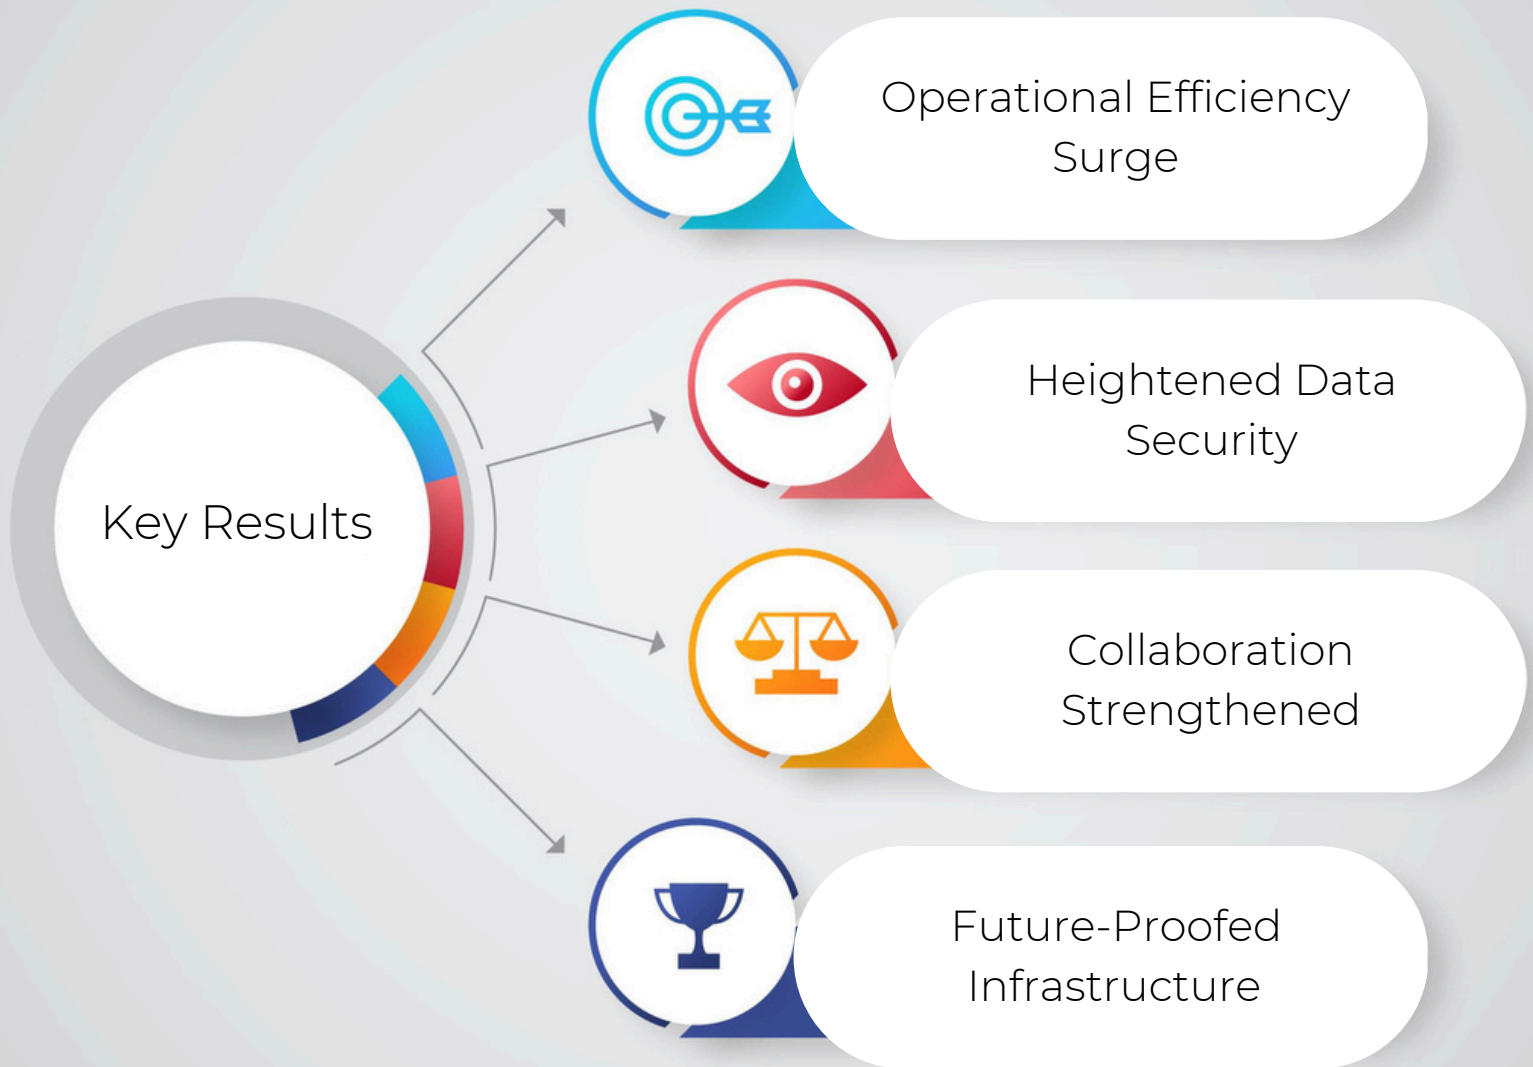 Key Results
Operational Efficiency
Surge
Heightened Data
Security
Collaboration
Strengthened
Future-Proofed
Infrastructure